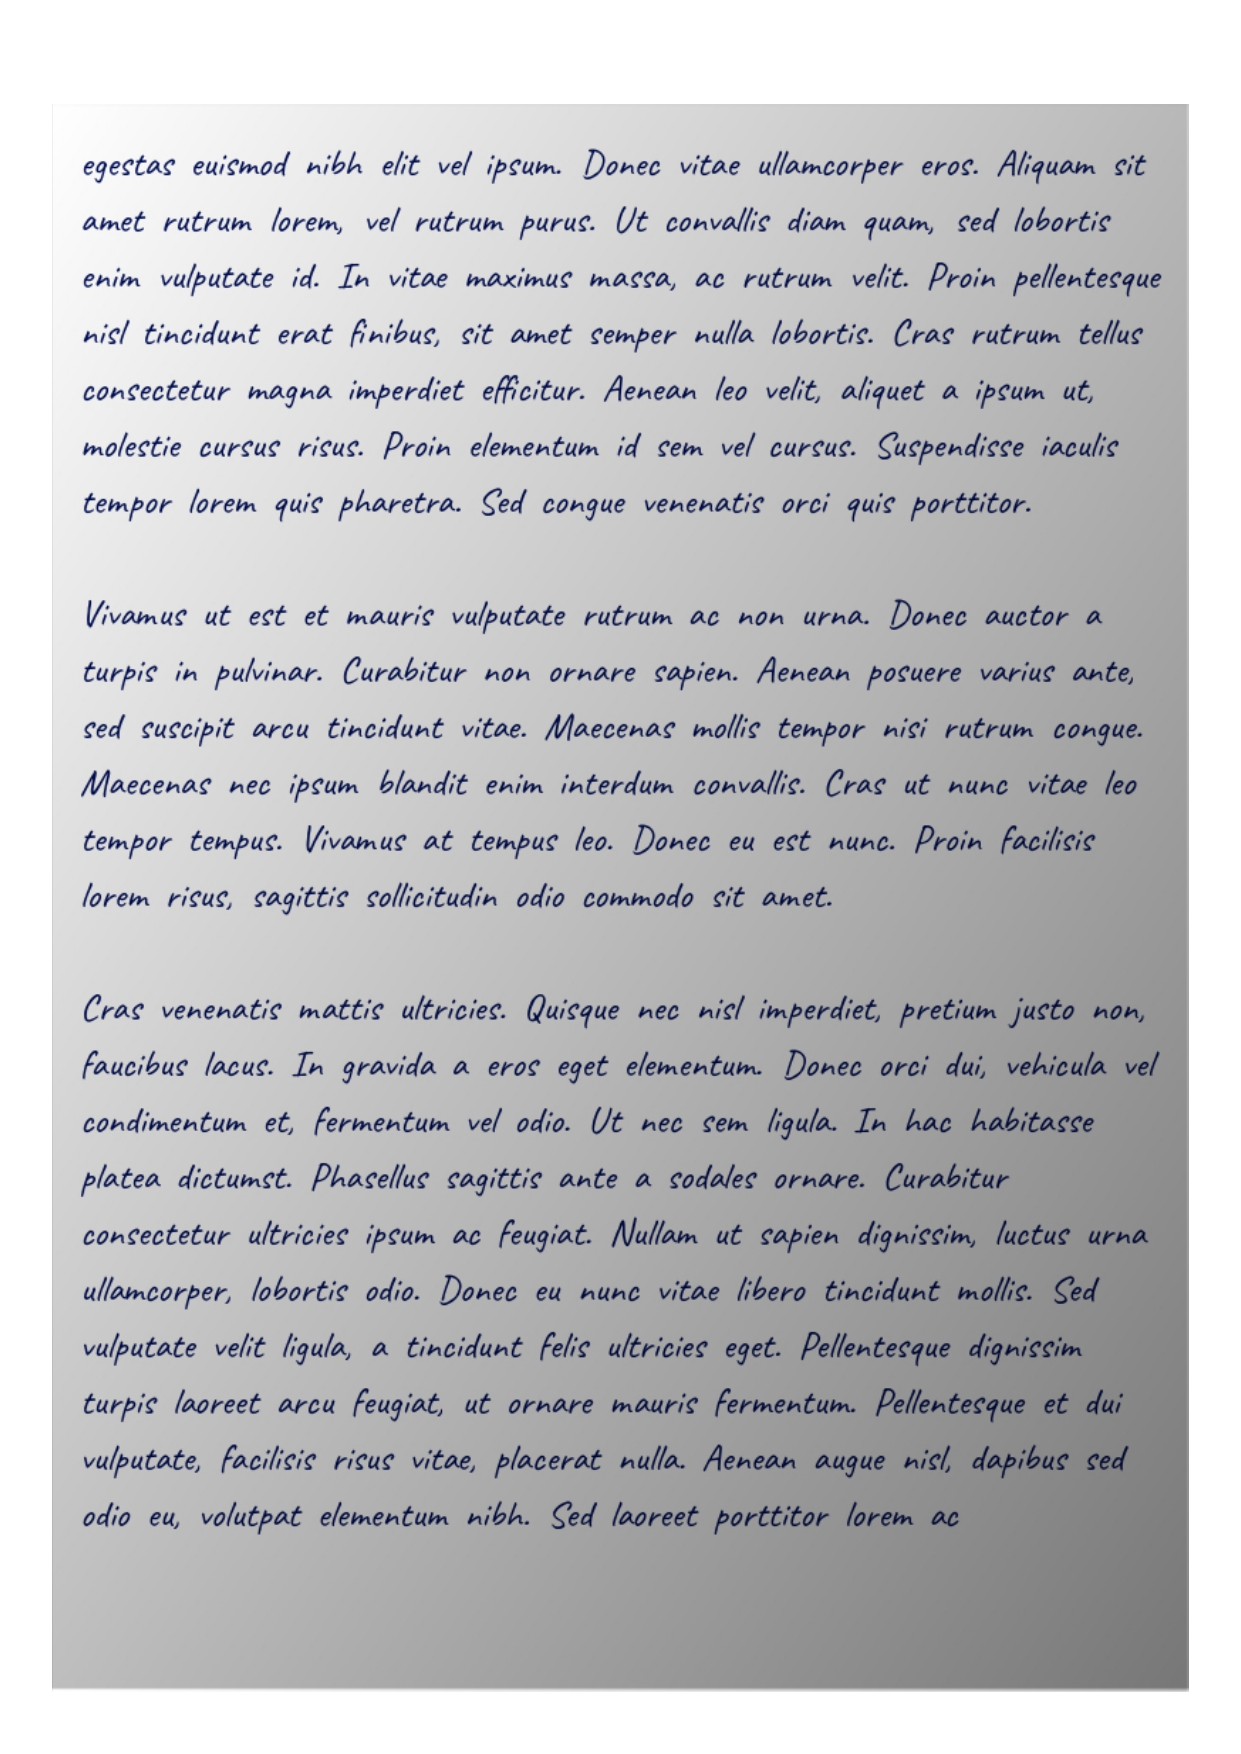 egestas euismod nibh elit vel ipsum. Donec vitae ullamcorper eros. Aliquam sit
amet rutrum lorem, vel rutrum purus. Ut convallis diam quam, sed lobortis
enim vulputate id. In vitae maximus massa, ac rutrum velit. Proin pellentesque
nisl tincidunt erat finibus, sit amet semper nulla lobortis. Cras rutrum tellus
consectetur magna imperdiet efficitur. Aenean leo velit, aliquet a ipsum ut,
molestie cursus risus. Proin elementum id sem vel cursus. Suspendisse iaculis
tempor lorem quis pharetra. Sed congue venenatis orci quis porttitor.

Vivamus ut est et mauris vulputate rutrum ac non urna. Donec auctor a
turpis in pulvinar. Curabitur non ornare sapien. Aenean posuere varius ante,
sed suscipit arcu tincidunt vitae. Maecenas mollis tempor nisi rutrum congue.
Maecenas nec ipsum blandit enim interdum convallis. Cras ut nunc vitae leo
tempor tempus. Vivamus at tempus leo. Donec eu est nunc. Proin facilisis
lorem risus, sagittis sollicitudin odio commodo sit amet.

Cras venenatis mattis ultricies. Quisque nec nisl imperdiet, pretium justo non,
faucibus lacus. In gravida a eros eget elementum. Donec orci dui, vehicula vel
condimentum et, fermentum vel odio. Ut nec sem ligula. In hac habitasse
platea dictumst. Phasellus sagittis ante a sodales ornare. Curabitur
consectetur ultricies ipsum ac feugiat. Nullam ut sapien dignissim, luctus urna
ullamcorper, lobortis odio. Donec eu nunc vitae libero tincidunt mollis. Sed
vulputate velit ligula, a tincidunt felis ultricies eget. Pellentesque dignissim
turpis laoreet arcu feugiat, ut ornare mauris fermentum. Pellentesque et dui
vulputate, facilisis risus vitae, placerat nulla. Aenean augue nisl, dapibus sed
odio eu, volutpat elementum nibh. Sed laoreet porttitor lorem ac